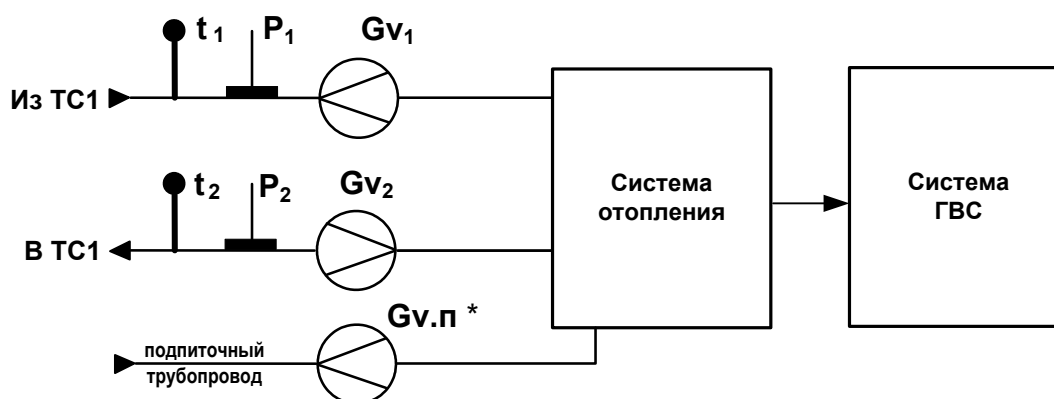 t1 P1 Gv1
Из ТС1
t2 P2 Gv2
В ТС1
Gv.п *
подпиточный
трубопровод
Система
отопления
Система
ГВС